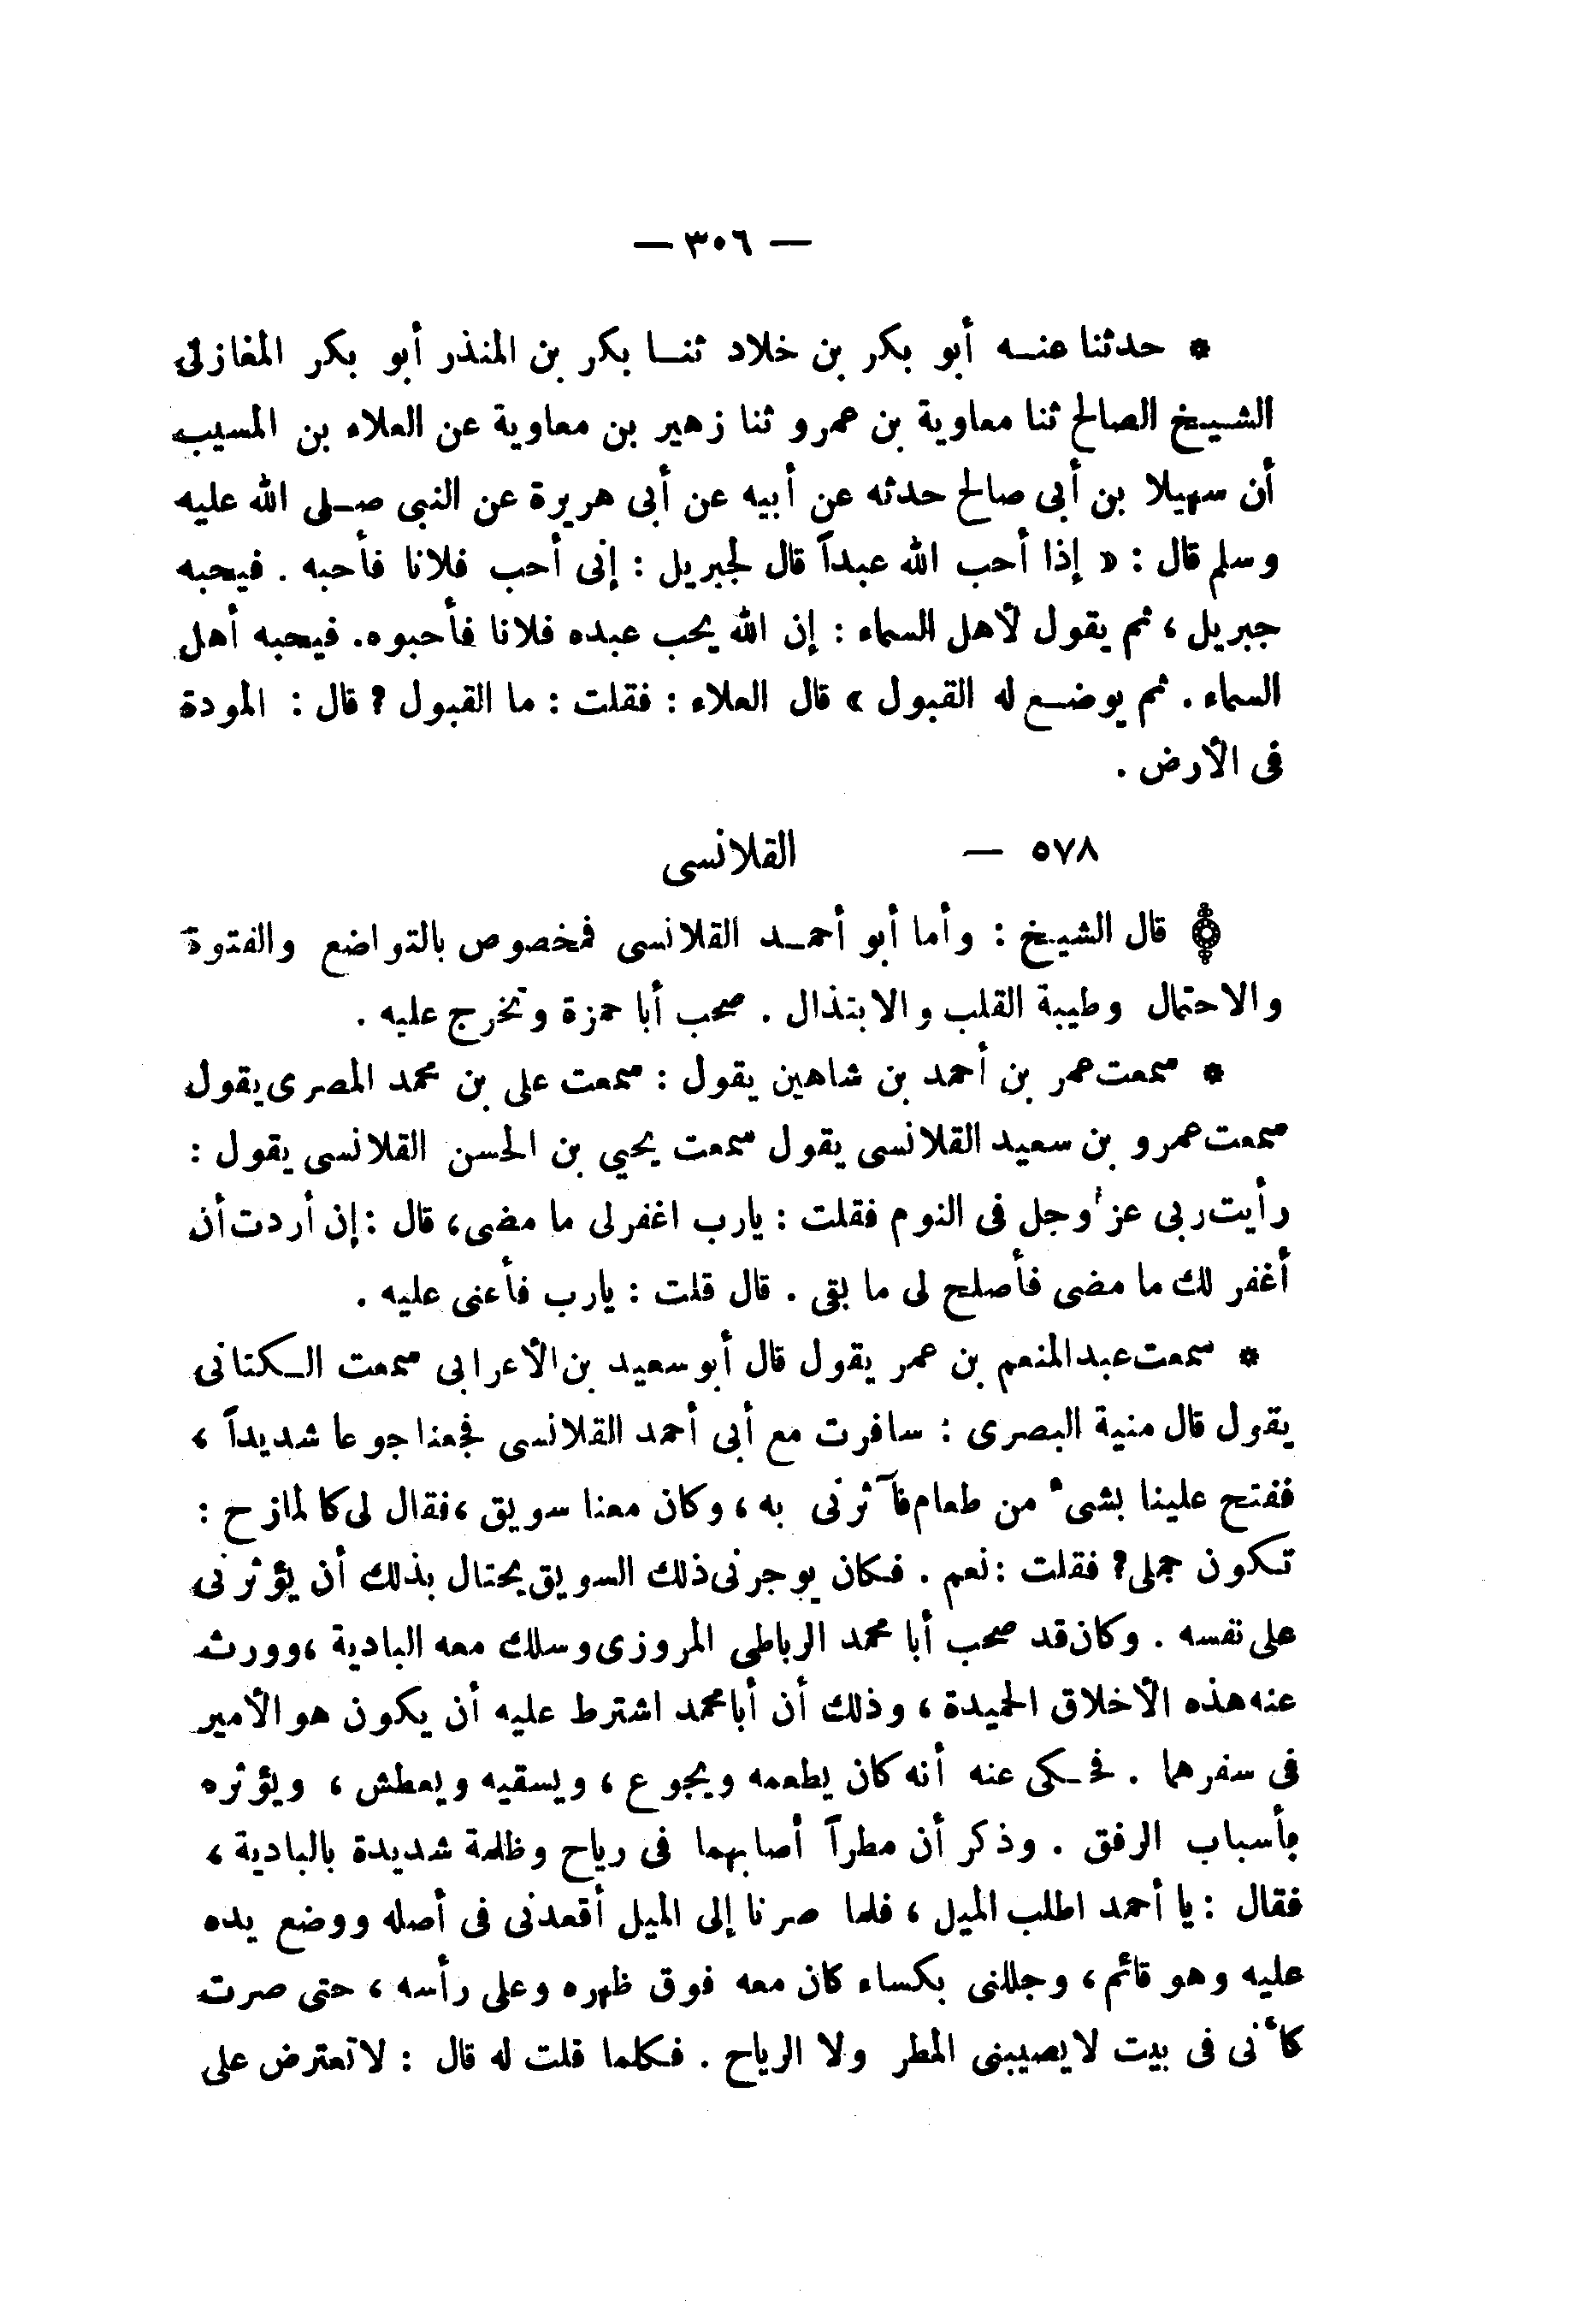 — ٣٠٦ —
* حدثنا عنه أبو بكر بن خلاد ثنا بكر بن المنذر أبو بكر المغازلى
الشيخ الصالح ثنا معاوية بن عمرو ثنا زهير بن معاوية عن العلاء بن المسيب
أن سهيلا بن أبى صالح حدثه عن أبيه عن أبى هريرة عن النبى صلى الله عليه
وسلم قال : « إذا أحب الله عبداً قال لجبريل : إنى أحب فلانا فأحبه . فيحبه
جبريل ، ثم يقول لأهل السماء : إن الله يحب عبده فلانا فأحبوه. فيحبه أهل
السماء . ثم يوضع له القبول » قال العلاء : فقلت : ما القبول ? قال : المودة
فى الأرض .
٥٧٨ — القلانسى
قال الشيخ : وأما أبو أحمد القلانسى فمخصوص بالتواضع والفتوة
والاحتمال وطيبة القلب والابتذال . صحب أبا حمزة وتخرج عليه .
* سمعت عمر بن أحمد بن شاهين يقول : سمعت على بن محمد المصرى يقول
سمعت عمرو بن سعيد القلانسى يقول سمعت يحيي بن الحسن القلانسى يقول :
رأيت ربى عز وجل فى النوم فقلت : يارب اغفر لى ما مضى، قال : إن أردت أن
أغفر لك ما مضى فأصلح لى ما بقى . قال قلت : يارب فأعنى عليه .
* سمعت عبد المنعم بن عمر يقول قال أبو سعيد بن الأعرابى سمعت الكتانى
يقول قال منية البصرى : سافرت مع أبى أحمد القلانسى فجعنا جوعا شديداً ،
ففتح علينا بشىء من طعام فآثرنى به ، وكان معنا سويق ، فقال لى كالمازح :
تكون جملى? فقلت : نعم . فكان يوجرنى ذلك السويق يحتال بذلك أن يؤثرنى
على نفسه . وكان قد صحب أبا محمد الرباطى المروزى وسلك معه البادية ، وورث
عنه هذه الأخلاق الحميدة ، وذلك أن أبا محمد اشترط عليه أن يكون هو الأمير
فى سفرهما . فحكى عنه أنه كان يطعمه ويجوع ، ويسقيه ويعطش ، ويؤثره
بأسباب الرفق . وذكر أن مطراً أصابهما فى رياح وظلمة شديدة بالبادية ،
فقال : يا أحمد اطلب الميل ، فلما صرنا إلى الميل أقعدنى فى أصله ووضع يده
عليه وهو قائم ، وجللنى بكساء كان معه فوق ظهره وعلى رأسه ، حتى صرت
كأنى فى بيت لا يصيبنى المطر ولا الرياح . فكلما قلت له قال : لا تعترض على